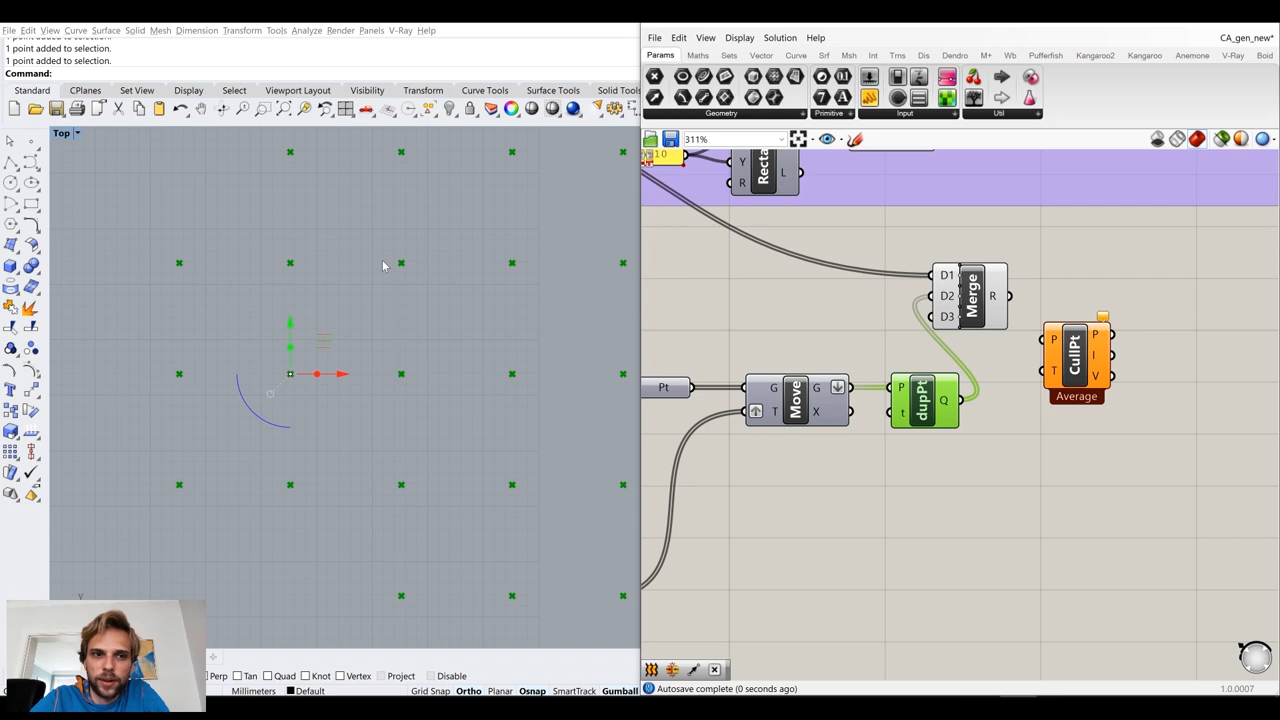 File Edit View Curve Surface Solid Mesh Dimension Transform Tools Analyze Render Panels V-Ray Help
1 point added to selection.
1 point added to selection.
Command:
Standard CPlanes Set View Display Select Viewport Layout Visibility Transform Curve Tools Surface Tools Solid Tools
Top
y
Perp Tan Quad Knot Vertex Project Disable
Millimeters Default Grid Snap Ortho Planar Osnap SmartTrack Gumball
File Edit View Display Solution Help CA_gen_new*
Params Maths Sets Vector Curve Srf Msh Int Trns Dis Dendro M+ Wb Pufferfish Kangaroo2 Kangaroo Anemone V-Ray Boid
Geometry Primitive Input Util
311%
10
Y
R
L
D1
D2
D3
Merge
R
P
T
CullPt
P
I
V
Average
Pt
G
T
Move
G
X
P
t
dupPt
Q
Autosave complete (0 seconds ago) 1.0.0007